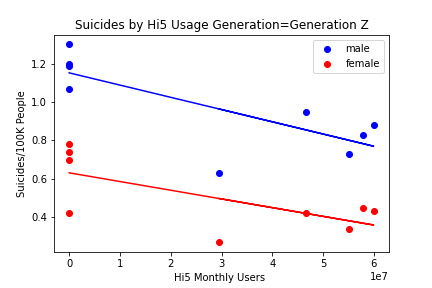 Suicides by Hi5 Usage Generation=Generation Z
male
female
Suicides/100K People
1.2
1.0
0.8
0.6
0.4
0 1 2 3 4 5 6
1e7
Hi5 Monthly Users